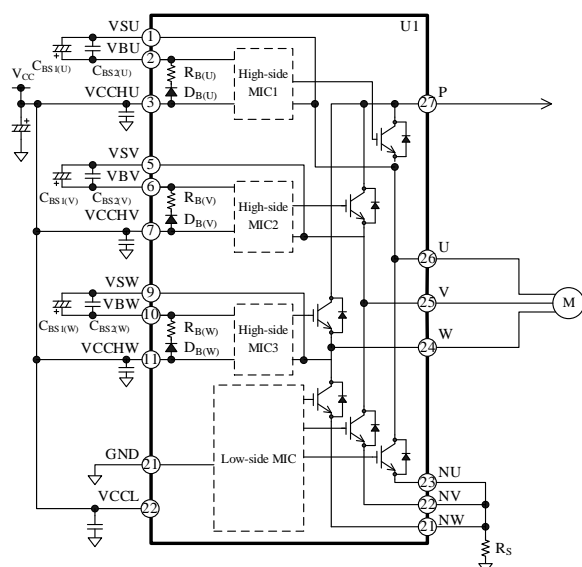 U1
VSU
1
VBU
2
CBS1(U)
CBS2(U)
RB(U)
DB(U)
High-side
MIC1
VCC
VCCHU
3
P
27
VSV
5
VBV
6
CBS1(V)
CBS2(V)
RB(V)
DB(V)
High-side
MIC2
VCCHV
7
U
26
V
25
M
W
24
VSW
9
VBW
10
CBS1(W)
CBS2(W)
RB(W)
DB(W)
High-side
MIC3
VCCHW
11
Low-side MIC
GND
21
VCCL
22
NU
23
NV
22
NW
21
RS